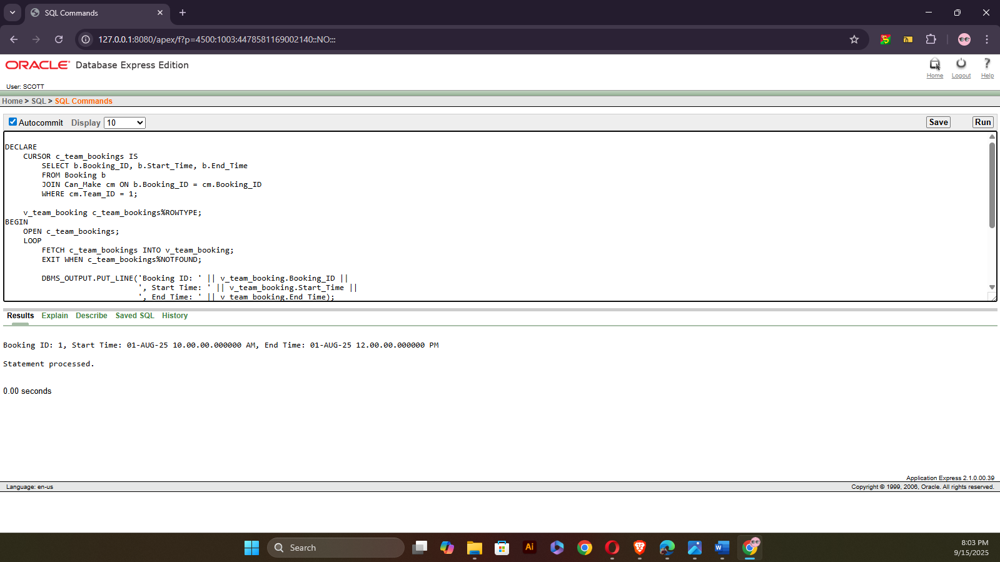 SQL Commands
127.0.0.1:8080/apex/f?p=4500:1003:4478581169002140::NO:::
ORACLE Database Express Edition
Home Logout Help
User: SCOTT
Home > SQL > SQL Commands
Autocommit Display 10 Save Run
DECLARE
CURSOR c_team_bookings IS
SELECT b.Booking_ID, b.Start_Time, b.End_Time
FROM Booking b
JOIN Can_Make cm ON b.Booking_ID = cm.Booking_ID
WHERE cm.Team_ID = 1;
v_team_booking c_team_bookings%ROWTYPE;
BEGIN
OPEN c_team_bookings;
LOOP
FETCH c_team_bookings INTO v_team_booking;
EXIT WHEN c_team_bookings%NOTFOUND;
DBMS_OUTPUT.PUT_LINE('Booking ID: ' || v_team_booking.Booking_ID ||
', Start Time: ' || v_team_booking.Start_Time ||
', End Time: ' || v_team_booking.End_Time);
Results Explain Describe Saved SQL History
Booking ID: 1, Start Time: 01-AUG-25 10.00.00.000000 AM, End Time: 01-AUG-25 12.00.00.000000 PM
Statement processed.
0.00 seconds
Application Express 2.1.0.00.39
Language: en-us
Copyright © 1999, 2006, Oracle. All rights reserved.
Search
Ai
W
8:03 PM
9/15/2025